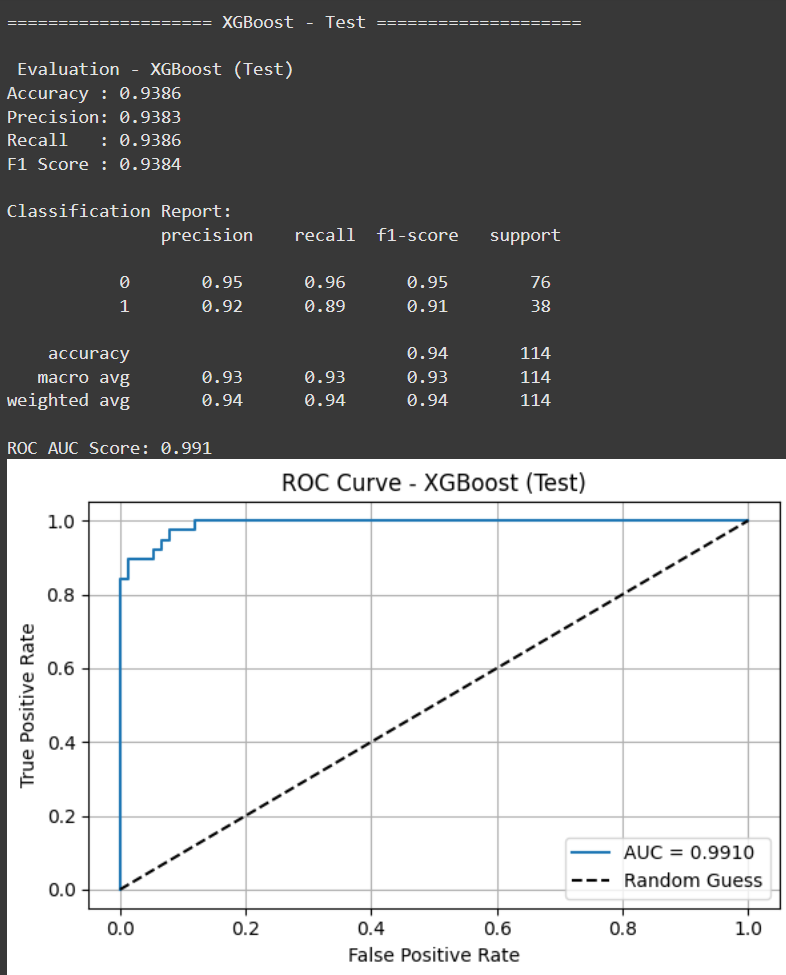 ==================== XGBoost - Test ====================
Evaluation - XGBoost (Test)
Accuracy : 0.9386
Precision: 0.9383
Recall   : 0.9386
F1 Score : 0.9384
Classification Report:
precision    recall  f1-score   support
0       0.95      0.96      0.95        76
1       0.92      0.89      0.91        38
accuracy                           0.94       114
macro avg       0.93      0.93      0.93       114
weighted avg       0.94      0.94      0.94       114
ROC AUC Score: 0.991
ROC Curve - XGBoost (Test)
1.0
0.8
0.6
0.4
0.2
0.0
True Positive Rate
AUC = 0.9910
Random Guess
0.0 0.2 0.4 0.6 0.8 1.0
False Positive Rate